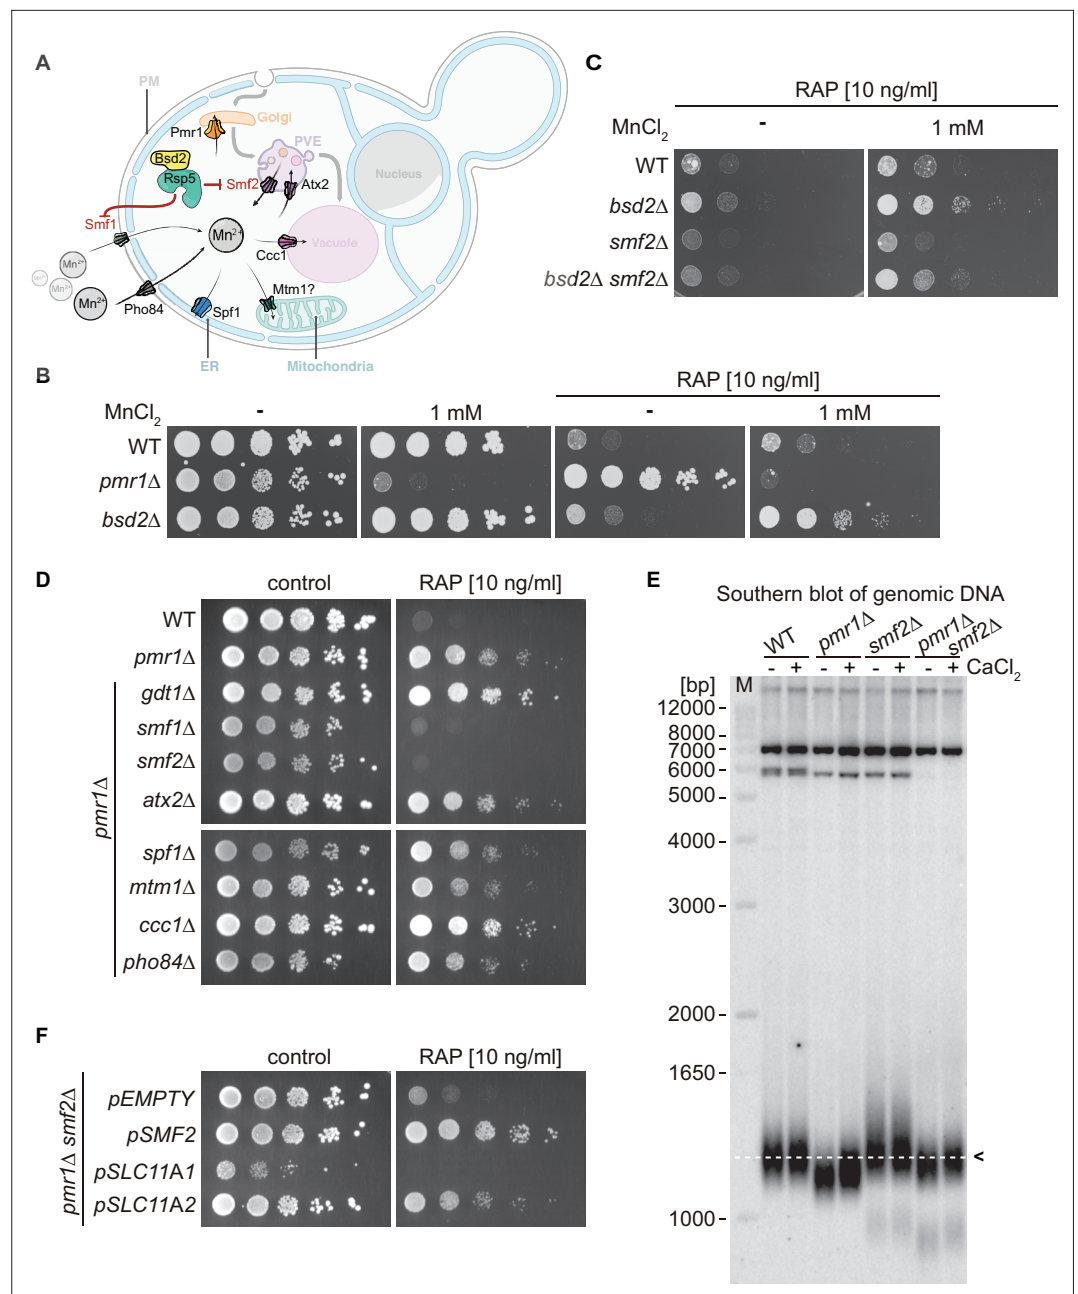 A
PM
Golgi
Pmr1
PVE
Bsd2
Rsp5
Smf2
Atx2
Nucleus
Smf1
Mn2+
Vacuole
Ccc1
Mn2+
Mn2+
Mn2+
Mn2+
Mtm1?
Pho84
Spf1
ER
Mitochondria
C
RAP [10 ng/ml]
MnCl2 - 1 mM
WT
bsd2Δ
smf2Δ
bsd2Δ smf2Δ
B
RAP [10 ng/ml]
MnCl2 - 1 mM - 1 mM
WT
pmr1Δ
bsd2Δ
D
control RAP [10 ng/ml]
WT
pmr1Δ
gdt1Δ
smf1Δ
smf2Δ
atx2Δ
pmr1Δ
spf1Δ
mtm1Δ
ccc1Δ
pho84Δ
E
Southern blot of genomic DNA
WT pmr1Δ smf2Δ pmr1Δ smf2Δ
- + - + - + - + CaCl2
[bp] M
12000
8000
7000
6000
5000
4000
3000
2000
1650
<
1000
F
control RAP [10 ng/ml]
pmr1Δ smf2Δ
pEMPTY
pSMF2
pSLC11A1
pSLC11A2